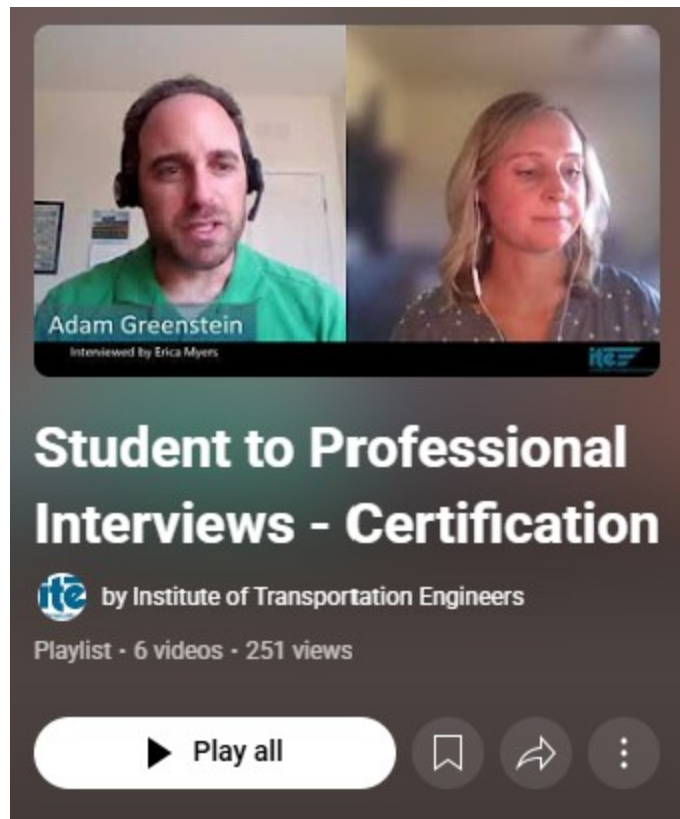 Adam Greenstein
Interviewed by Erica Myers
ite
Student to Professional
Interviews - Certification
ite
by Institute of Transportation Engineers
Playlist • 6 videos • 251 views
Play all